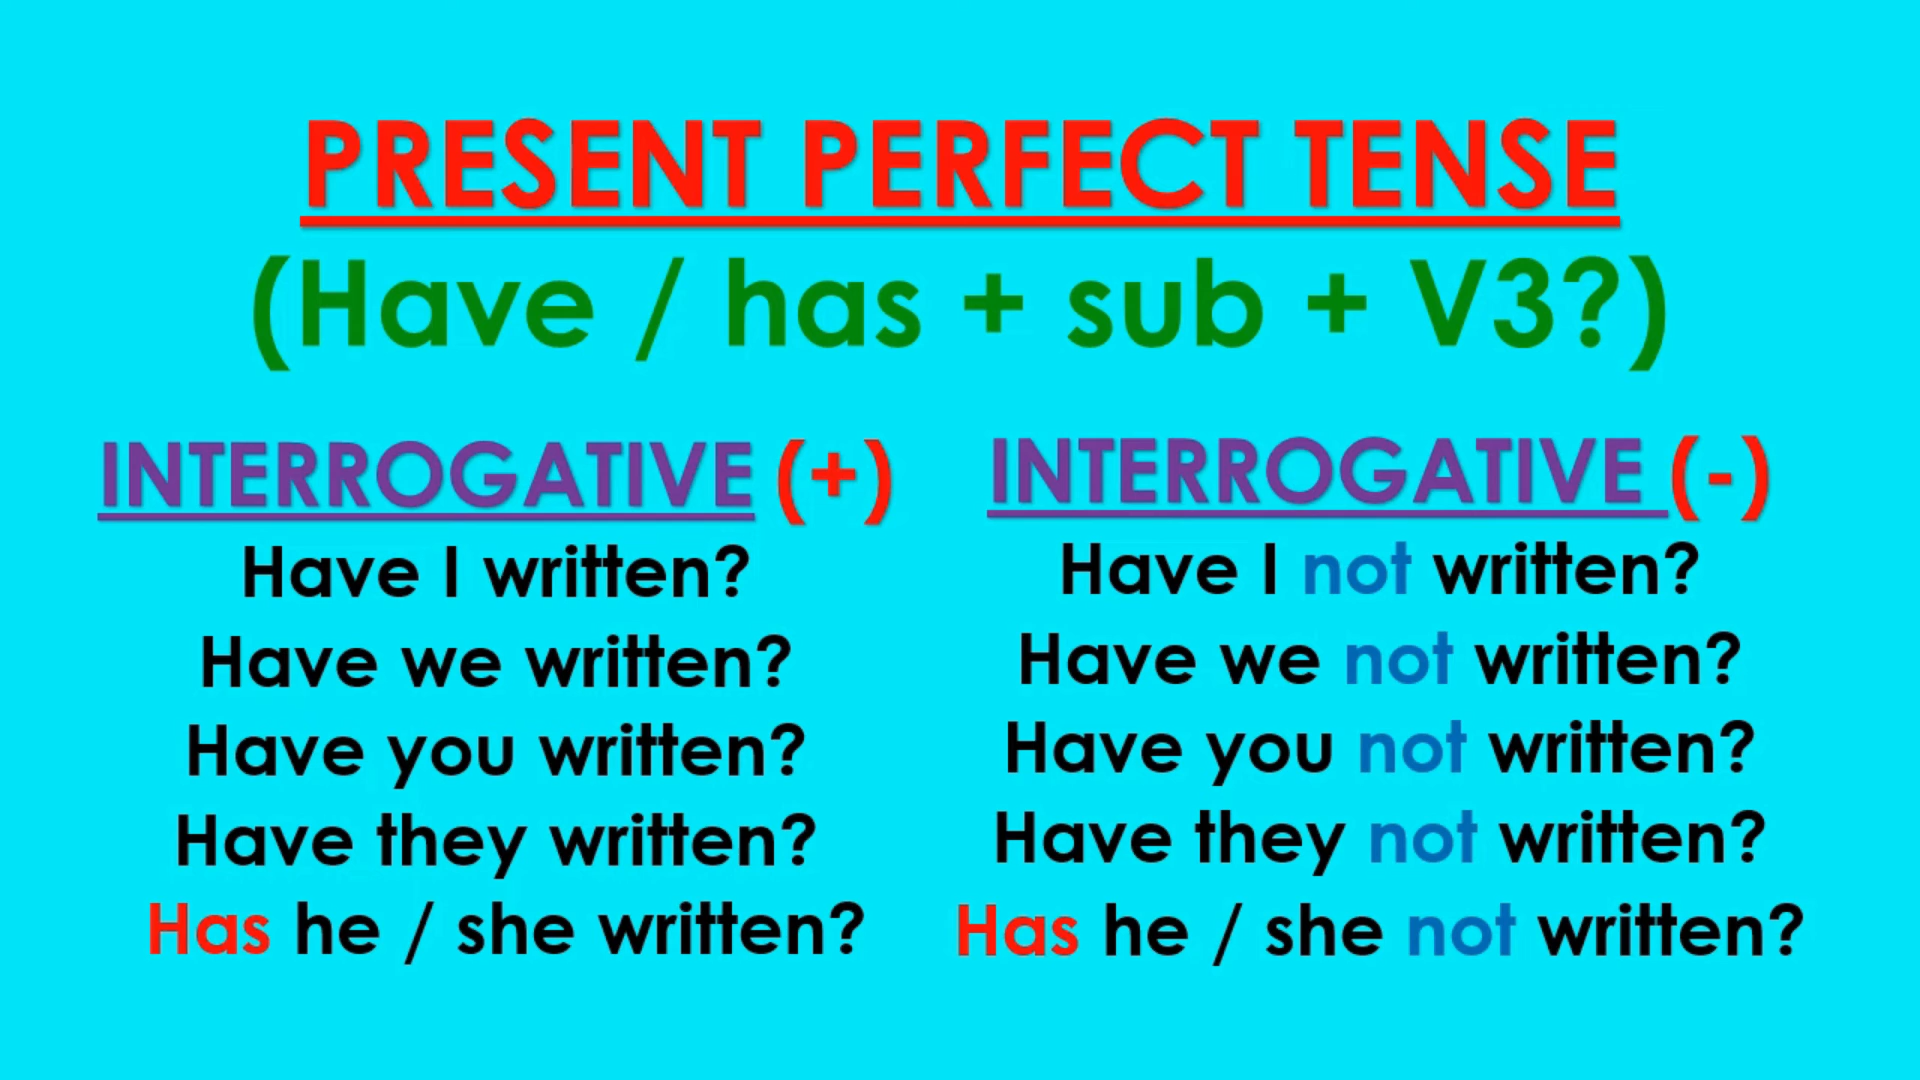 PRESENT PERFECT TENSE
(Have / has + sub + V3?)
INTERROGATIVE (+)
Have I written?
Have we written?
Have you written?
Have they written?
Has he / she written?
INTERROGATIVE (-)
Have I not written?
Have we not written?
Have you not written?
Have they not written?
Has he / she not written?